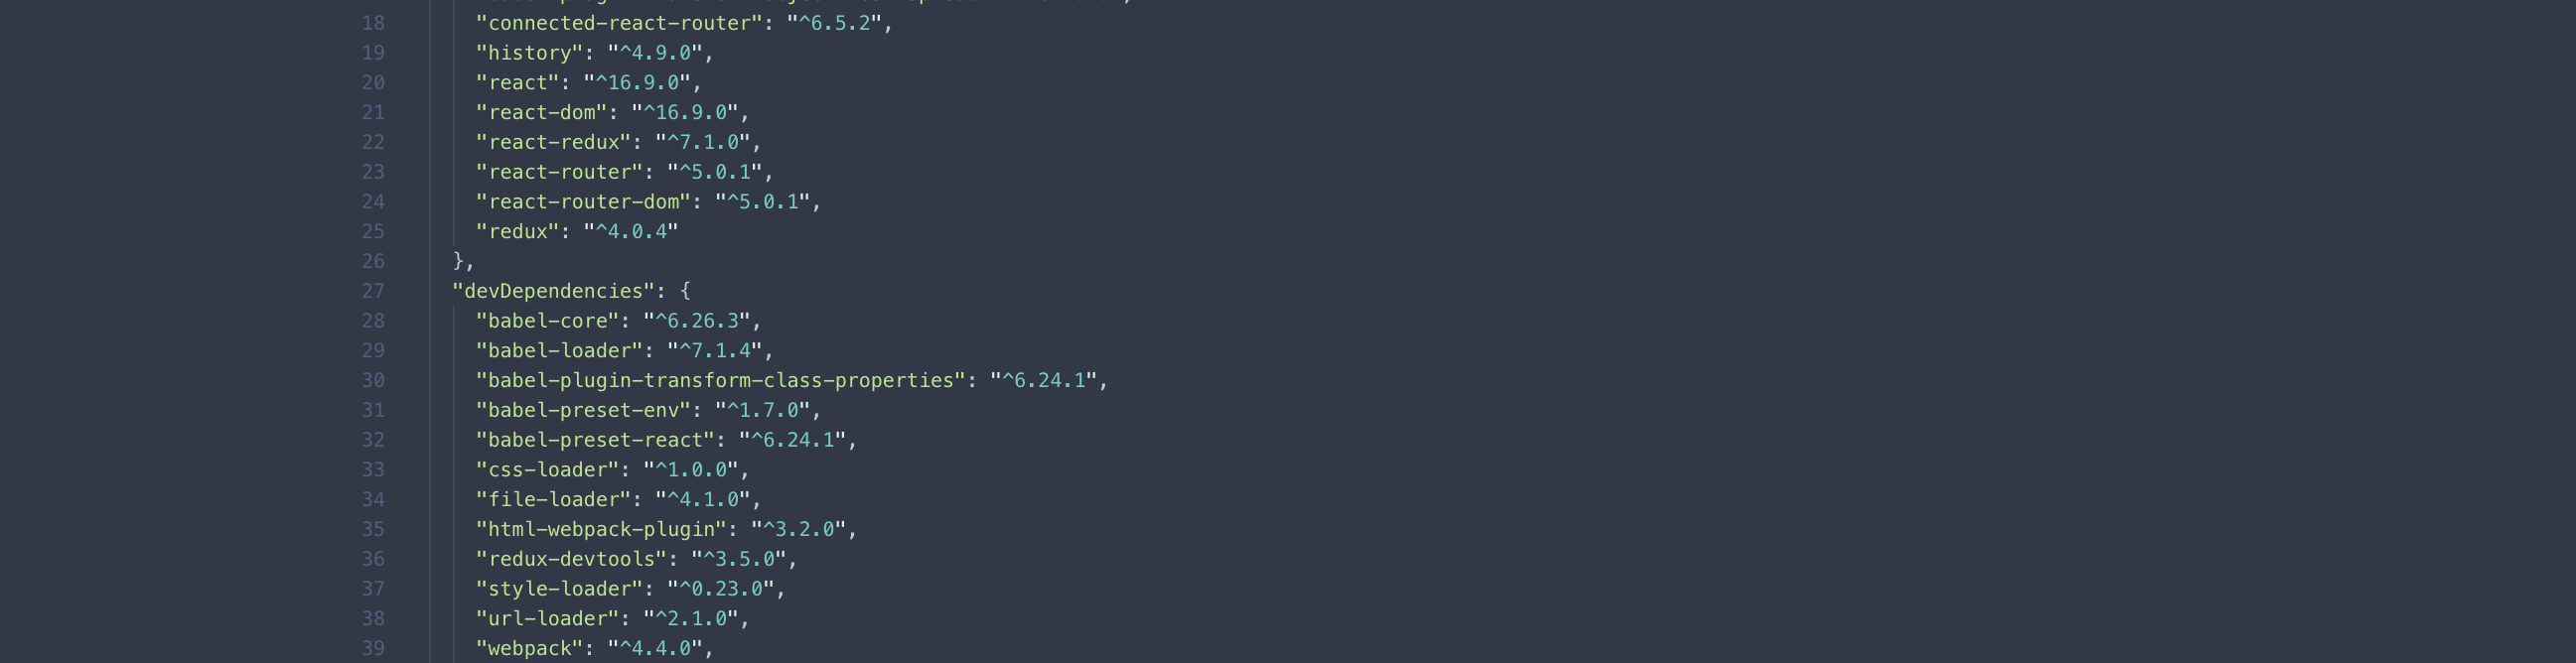 18 "connected-react-router": "^6.5.2",
19 "history": "^4.9.0",
20 "react": "^16.9.0",
21 "react-dom": "^16.9.0",
22 "react-redux": "^7.1.0",
23 "react-router": "^5.0.1",
24 "react-router-dom": "^5.0.1",
25 "redux": "^4.0.4"
26 },
27 "devDependencies": {
28 "babel-core": "^6.26.3",
29 "babel-loader": "^7.1.4",
30 "babel-plugin-transform-class-properties": "^6.24.1",
31 "babel-preset-env": "^1.7.0",
32 "babel-preset-react": "^6.24.1",
33 "css-loader": "^1.0.0",
34 "file-loader": "^4.1.0",
35 "html-webpack-plugin": "^3.2.0",
36 "redux-devtools": "^3.5.0",
37 "style-loader": "^0.23.0",
38 "url-loader": "^2.1.0",
39 "webpack": "^4.4.0",